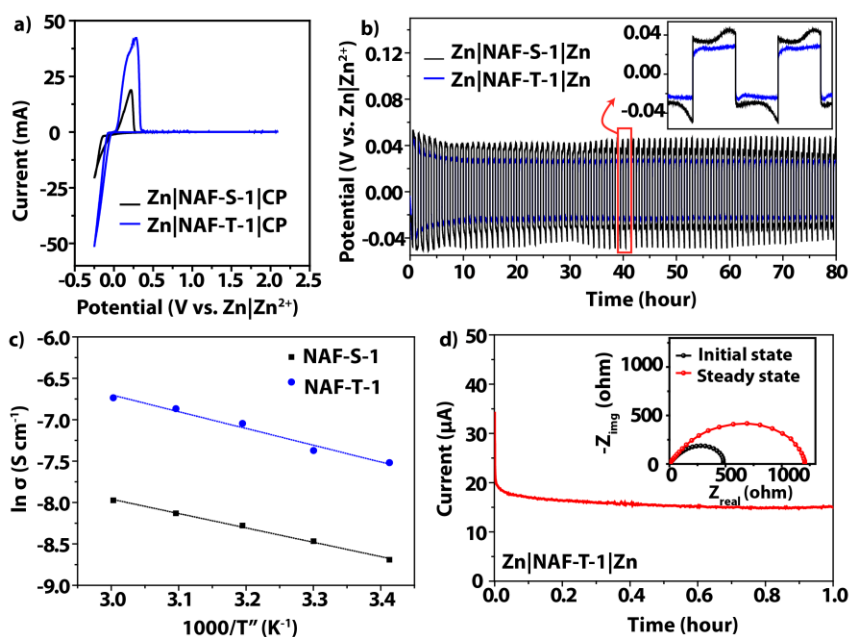 a)
50
25
0
25
50
-0.5
0.0
0.5
1.0
1.5
2.0
2.5
Current (mA)
Potential (V vs. Zn|Zn²⁺)
Zn|NAF-S-1|CP
Zn|NAF-T-1|CP
b)
0.12
0.08
0.04
0.00
-0.04
0
10
20
30
40
50
60
70
80
Potential (V vs. Zn|Zn²⁺)
Time (hour)
Zn|NAF-S-1|Zn
Zn|NAF-T-1|Zn
0.04
0.00
-0.04
c)
-6.0
-6.5
-7.0
-7.5
-8.0
-8.5
-9.0
3.0
3.1
3.2
3.3
3.4
ln σ (S cm⁻¹)
1000/T″ (K⁻¹)
NAF-S-1
NAF-T-1
d)
50
40
30
20
10
0
0.0
0.2
0.4
0.6
0.8
1.0
Current (μA)
Time (hour)
Zn|NAF-T-1|Zn
1000
500
0
0
500
1000
-Z_img (ohm)
Z_real (ohm)
Initial state
Steady state